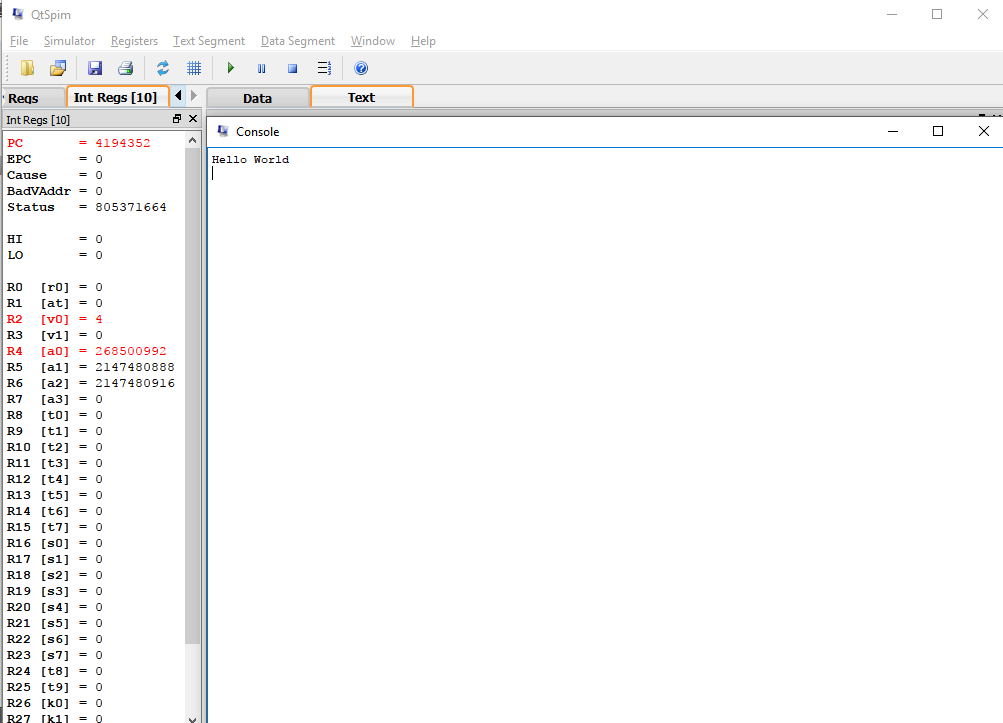 QtSpim
File Simulator Registers Text Segment Data Segment Window Help
Regs Int Regs [10] Data Text
Int Regs [10]
Console
Hello World
PC = 4194352
EPC = 0
Cause = 0
BadVAddr = 0
Status = 805371664
HI = 0
LO = 0
R0 [r0] = 0
R1 [at] = 0
R2 [v0] = 4
R3 [v1] = 0
R4 [a0] = 268500992
R5 [a1] = 2147480888
R6 [a2] = 2147480916
R7 [a3] = 0
R8 [t0] = 0
R9 [t1] = 0
R10 [t2] = 0
R11 [t3] = 0
R12 [t4] = 0
R13 [t5] = 0
R14 [t6] = 0
R15 [t7] = 0
R16 [s0] = 0
R17 [s1] = 0
R18 [s2] = 0
R19 [s3] = 0
R20 [s4] = 0
R21 [s5] = 0
R22 [s6] = 0
R23 [s7] = 0
R24 [t8] = 0
R25 [t9] = 0
R26 [k0] = 0
R27 [k1] = 0